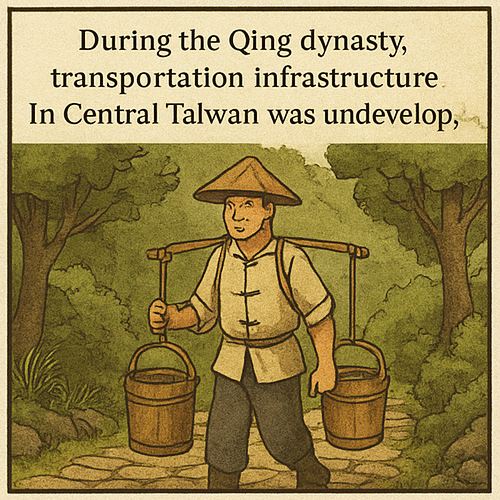 During the Qing dynasty,
transportation infrastructure
In Central Talwan was undevelop,